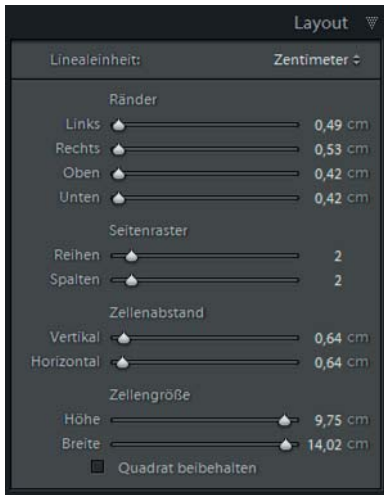 Layout
Linealeinheit: Zentimeter
Ränder
Links 0,49 cm
Rechts 0,53 cm
Oben 0,42 cm
Unten 0,42 cm
Seitenraster
Reihen 2
Spalten 2
Zellenabstand
Vertikal 0,64 cm
Horizontal 0,64 cm
Zellengröße
Höhe 9,75 cm
Breite 14,02 cm
Quadrat beibehalten